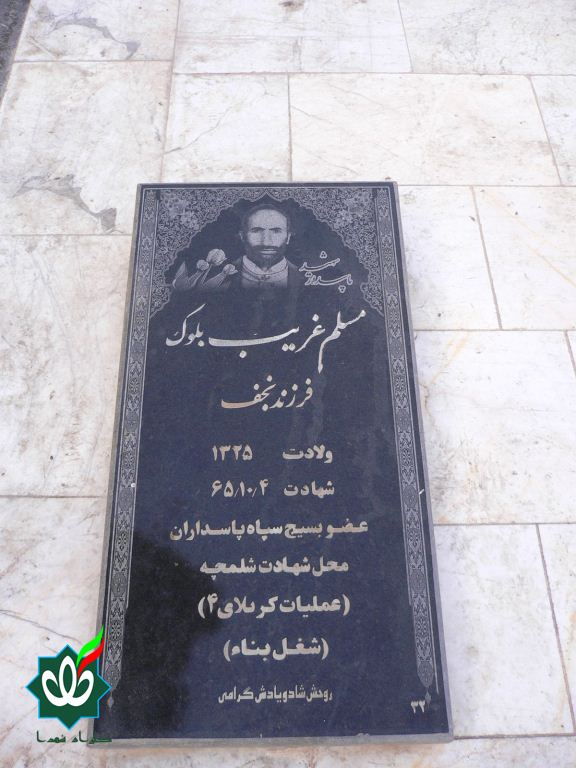 پاسدار شهید
مسلم غریب بلوک
فرزند نجف
ولادت ۱۳۲۵
شهادت ۶۵/۱۰/۴
عضو بسیج سپاه پاسداران
محل شهادت شلمچه
(عملیات کربلای ۴)
(شغل بناء)
روحش شاد و یادش گرامی
۳۲